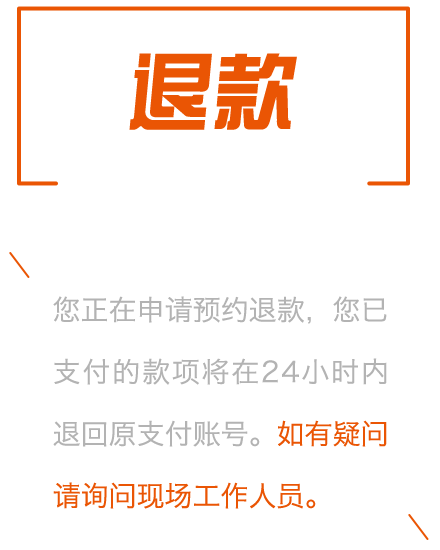 退款
您正在申请预约退款，您已
支付的款项将在24小时内
退回原支付账号。如有疑问
请询问现场工作人员。